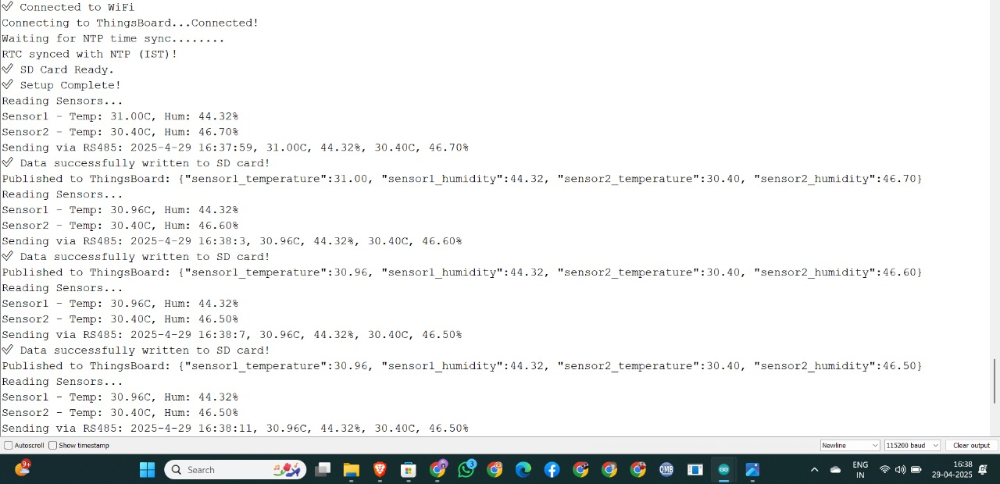 ✓ Connected to WiFi
Connecting to ThingsBoard...Connected!
Waiting for NTP time sync........
RTC synced with NTP (IST)!
✓ SD Card Ready.
✓ Setup Complete!
Reading Sensors...
Sensor1 - Temp: 31.00C, Hum: 44.32%
Sensor2 - Temp: 30.40C, Hum: 46.70%
Sending via RS485: 2025-4-29 16:37:59, 31.00C, 44.32%, 30.40C, 46.70%
✓ Data successfully written to SD card!
Published to ThingsBoard: {"sensor1_temperature":31.00, "sensor1_humidity":44.32, "sensor2_temperature":30.40, "sensor2_humidity":46.70}
Reading Sensors...
Sensor1 - Temp: 30.96C, Hum: 44.32%
Sensor2 - Temp: 30.40C, Hum: 46.60%
Sending via RS485: 2025-4-29 16:38:3, 30.96C, 44.32%, 30.40C, 46.60%
✓ Data successfully written to SD card!
Published to ThingsBoard: {"sensor1_temperature":30.96, "sensor1_humidity":44.32, "sensor2_temperature":30.40, "sensor2_humidity":46.60}
Reading Sensors...
Sensor1 - Temp: 30.96C, Hum: 44.32%
Sensor2 - Temp: 30.40C, Hum: 46.50%
Sending via RS485: 2025-4-29 16:38:7, 30.96C, 44.32%, 30.40C, 46.50%
✓ Data successfully written to SD card!
Published to ThingsBoard: {"sensor1_temperature":30.96, "sensor1_humidity":44.32, "sensor2_temperature":30.40, "sensor2_humidity":46.50}
Reading Sensors...
Sensor1 - Temp: 30.96C, Hum: 44.32%
Sensor2 - Temp: 30.40C, Hum: 46.50%
Sending via RS485: 2025-4-29 16:38:11, 30.96C, 44.32%, 30.40C, 46.50%
Autoscroll Show timestamp Newline 115200 baud Clear output
9+ Search 3 QMB ENG IN 16:38
29-04-2025